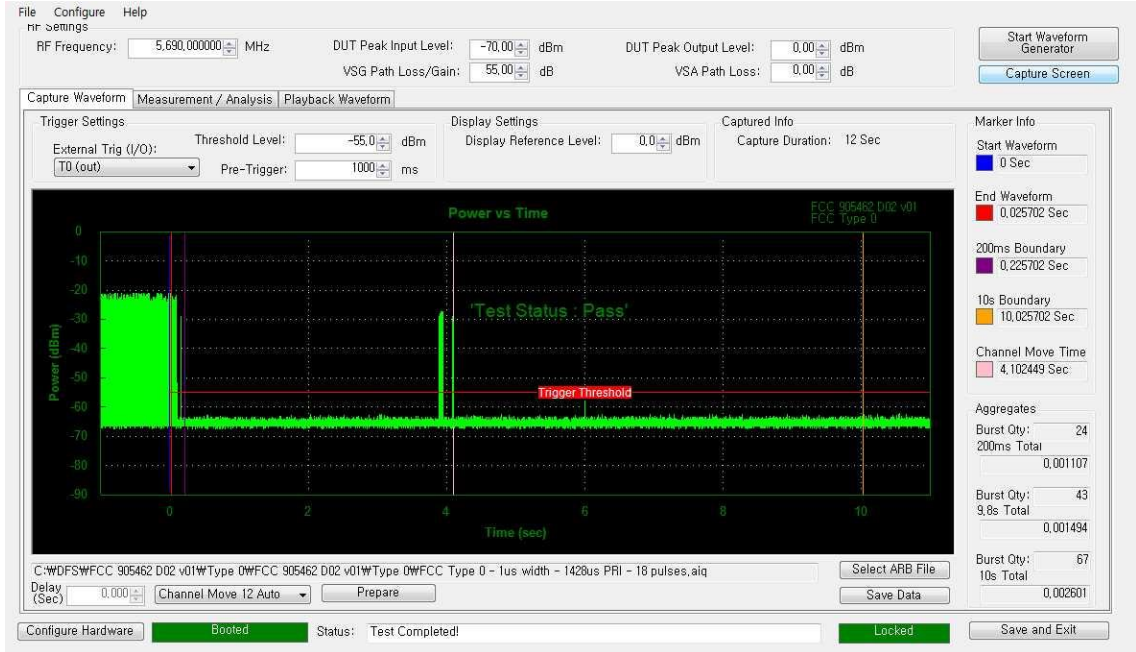 File Configure Help
RF Settings
RF Frequency: 5,690,000000 MHz
DUT Peak Input Level: -70,00 dBm
DUT Peak Output Level: 0,00 dBm
VSG Path Loss/Gain: 55,00 dB
VSA Path Loss: 0,00 dB
Start Waveform
Generator
Capture Screen
Capture Waveform Measurement / Analysis Playback Waveform
Trigger Settings
External Trig (I/O):
T0 (out)
Threshold Level: -55,0 dBm
Pre-Trigger: 1000 ms
Display Settings
Display Reference Level: 0,0 dBm
Captured Info
Capture Duration: 12 Sec
Power vs Time
FCC 905462 D02 v01
FCC Type 0
'Test Status : Pass'
Trigger Threshold
Power (dBm)
0
-10
-20
-30
-40
-50
-60
-70
-80
-90
0 2 4 6 8 10
Time (sec)
Marker Info
Start Waveform
0 Sec
End Waveform
0,025702 Sec
200ms Boundary
0,225702 Sec
10s Boundary
10,025702 Sec
Channel Move Time
4,102449 Sec
Aggregates
Burst Qty: 24
200ms Total
0,001107
Burst Qty: 43
9,8s Total
0,001494
Burst Qty: 67
10s Total
0,002601
C:₩DFS₩FCC 905462 D02 v01₩Type 0₩FCC 905462 D02 v01₩Type 0₩FCC Type 0 - 1us width - 1428us PRI - 18 pulses,aiq
Select ARB File
Delay
(Sec) 0,000
Channel Move 12 Auto
Prepare
Save Data
Configure Hardware
Booted
Status: Test Completed!
Locked
Save and Exit